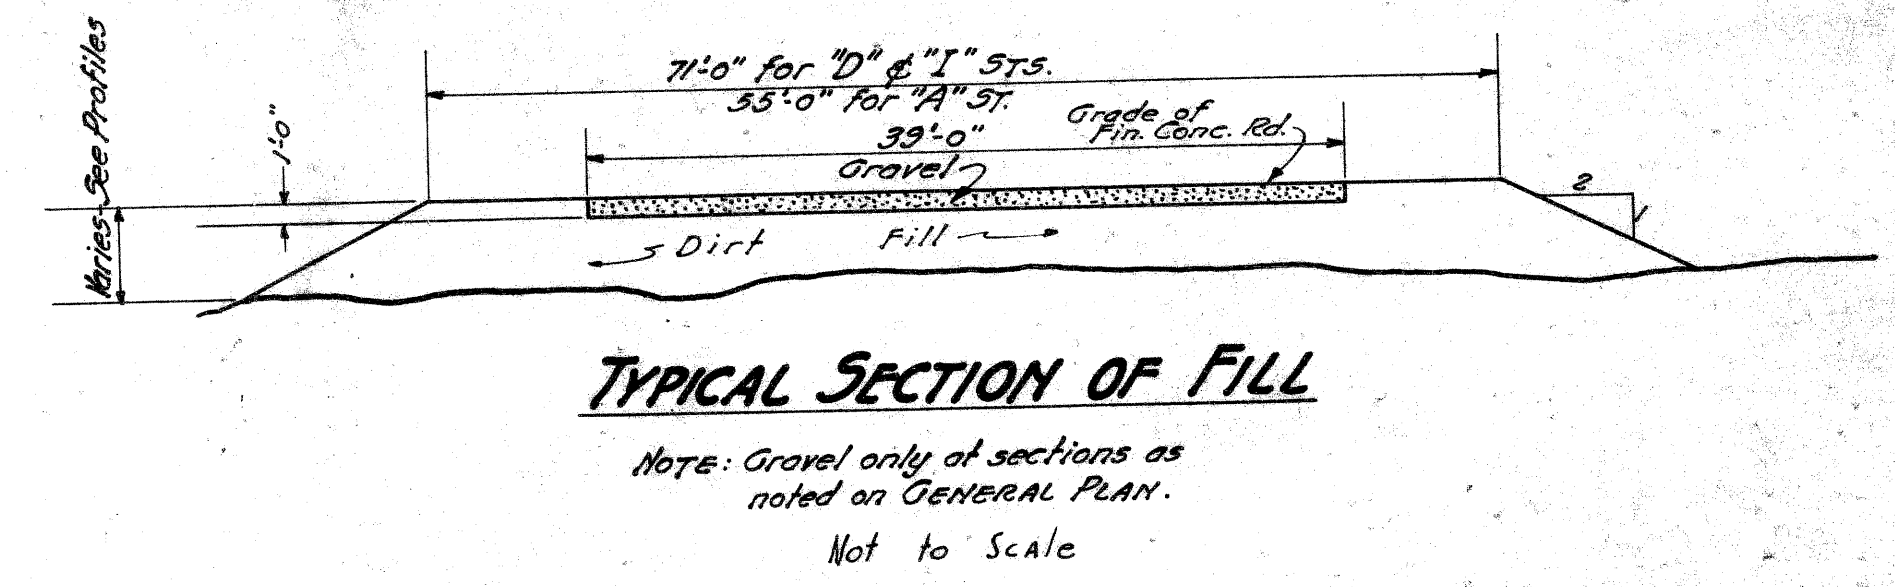 Varies-See Profiles
1'-0"
71'-0" for "D" & "I" STS.
55'-0" for "A" ST.
39'-0"
Grade of
Fin. Conc. Rd.
Gravel
2
1
Dirt Fill
TYPICAL SECTION OF FILL
NOTE: Gravel only at sections as
noted on GENERAL PLAN.
Not to Scale